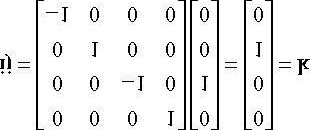 = [ −1 0 0 0 ] [ 0 ] = [ 0 ] =
0 1 0 0 0 1
0 0 −1 0 1 0
0 0 0 1 0 0